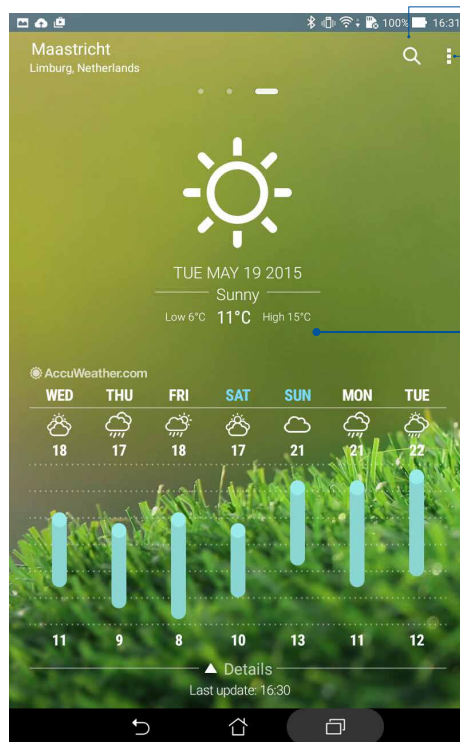 100% 16:31
Maastricht
Limburg, Netherlands
TUE MAY 19 2015
Sunny
Low 6°C 11°C High 15°C
AccuWeather.com
WED THU FRI SAT SUN MON TUE
18 17 18 17 21 21 22
11 9 8 10 13 11 12
Details
Last update: 16:30